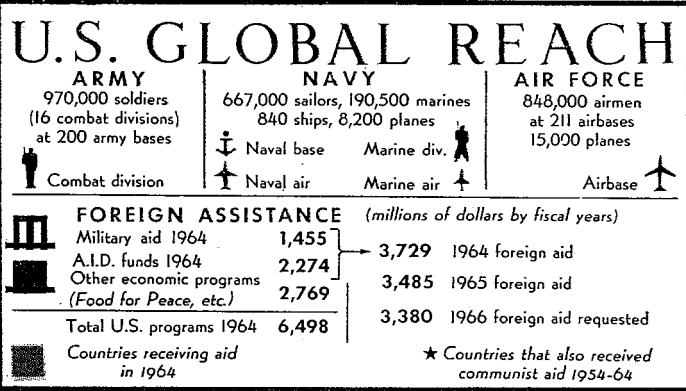 U.S. GLOBAL REACH
ARMY
970,000 soldiers
(16 combat divisions)
at 200 army bases
Combat division
NAVY
667,000 sailors, 190,500 marines
840 ships, 8,200 planes
Naval base
Marine div.
Naval air
Marine air
AIR FORCE
848,000 airmen
at 211 airbases
15,000 planes
Airbase
FOREIGN ASSISTANCE (millions of dollars by fiscal years)
Military aid 1964 1,455
A.I.D. funds 1964 2,274
Other economic programs
(Food for Peace, etc.) 2,769
Total U.S. programs 1964 6,498
3,729 1964 foreign aid
3,485 1965 foreign aid
3,380 1966 foreign aid requested
Countries receiving aid
in 1964
★ Countries that also received
communist aid 1954-64